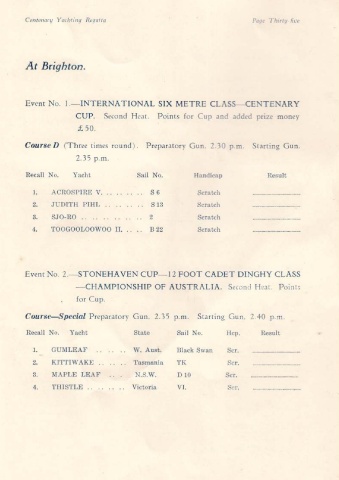 Centenary Yachting Regatta Page Thirty-five
At Brighton.
Event No. 1.—INTERNATIONAL SIX METRE CLASS—CENTENARY
CUP. Second Heat. Points for Cup and added prize money
£50.
Course D (Three times round). Preparatory Gun. 2.30 p.m. Starting Gun.
2.35 p.m.
Recall No. Yacht Sail No. Handicap Result
1. ACROSPIRE V. .. .. .. .. S 6 Scratch
2. JUDITH PIHL .. .. .. .. S 13 Scratch
3. SJO-RO .. .. .. .. .. .. 2 Scratch
4. TOOGOOLOOWOO II. .. .. B 22 Scratch
Event No. 2.—STONEHAVEN CUP—12 FOOT CADET DINGHY CLASS
—CHAMPIONSHIP OF AUSTRALIA. Second Heat. Points
for Cup.
Course—Special Preparatory Gun. 2.35 p.m. Starting Gun. 2.40 p.m.
Recall No. Yacht State Sail No. Hcp. Result
1. GUMLEAF .. .. .. W. Aust. Black Swan Scr.
2. KITTIWAKE .. .. .. Tasmania TK Scr.
3. MAPLE LEAF .. .. N.S.W. D 10 Scr.
4. THISTLE .. .. .. .. Victoria VI. Scr.